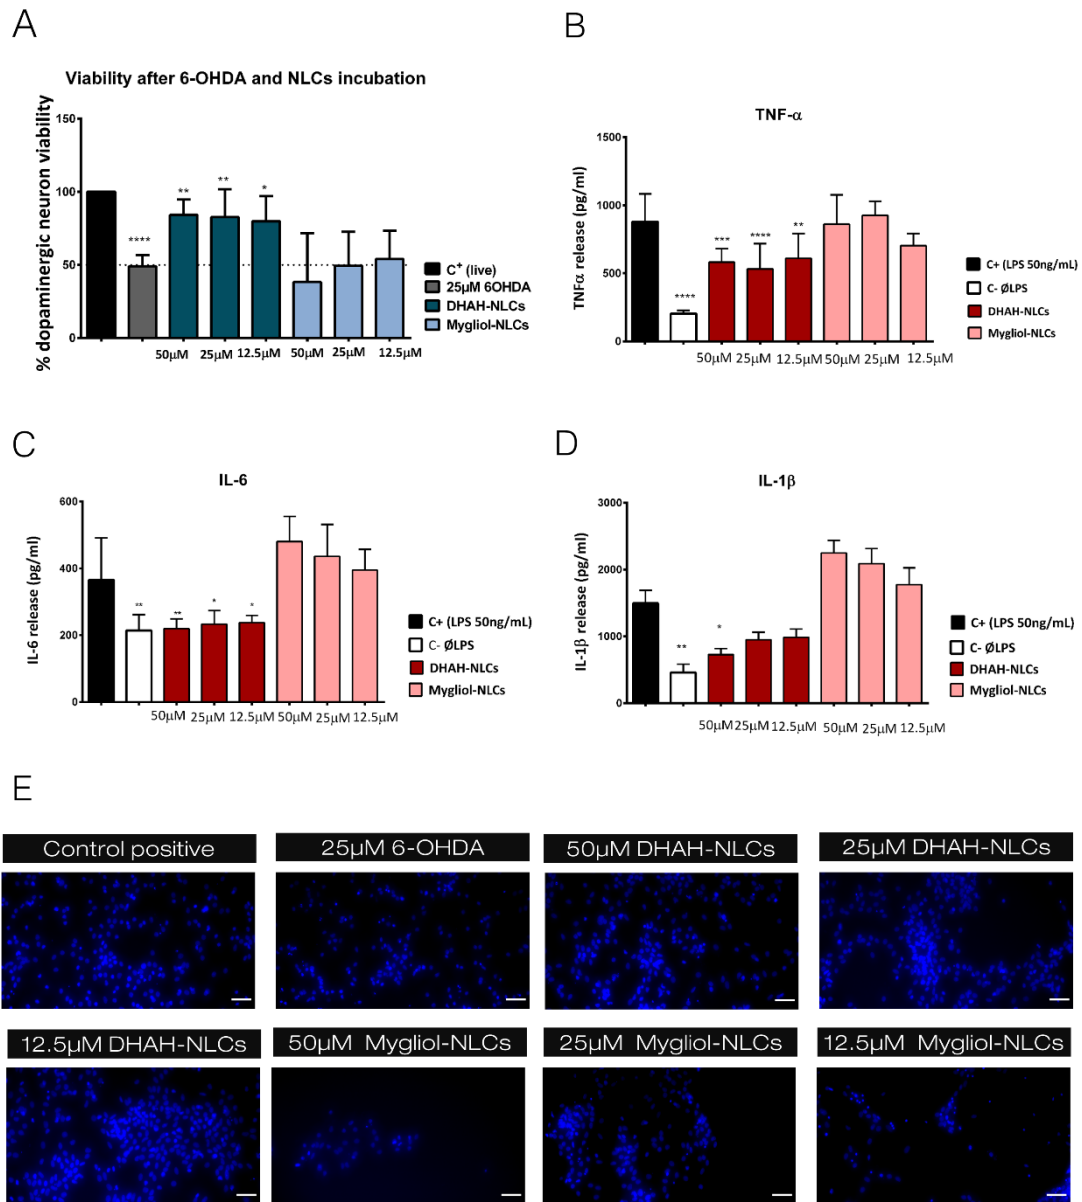 A
Viability after 6-OHDA and NLCs incubation
% dopaminergic neuron viability
150
100
50
0
****
**
**
*
50µM
25µM
12.5µM
50µM
25µM
12.5µM
C+ (live)
25µM 6OHDA
DHAH-NLCs
Mygliol-NLCs
B
TNF-α
TNFα release (pg/ml)
1500
1000
500
0
****
***
****
**
50µM
25µM
12.5µM
50µM
25µM
12.5µM
C+ (LPS 50ng/mL)
C- ØLPS
DHAH-NLCs
Mygliol-NLCs
C
IL-6
IL-6 release (pg/ml)
600
400
200
0
**
**
*
*
50µM
25µM
12.5µM
50µM
25µM
12.5µM
C+ (LPS 50ng/mL)
C- ØLPS
DHAH-NLCs
Mygliol-NLCs
D
IL-1β
IL-1β release (pg/ml)
3000
2000
1000
0
**
*
50µM
25µM
12.5µM
50µM
25µM
12.5µM
C+ (LPS 50ng/mL)
C- ØLPS
DHAH-NLCs
Mygliol-NLCs
E
Control positive
25µM 6-OHDA
50µM DHAH-NLCs
25µM DHAH-NLCs
12.5µM DHAH-NLCs
50µM Mygliol-NLCs
25µM Mygliol-NLCs
12.5µM Mygliol-NLCs